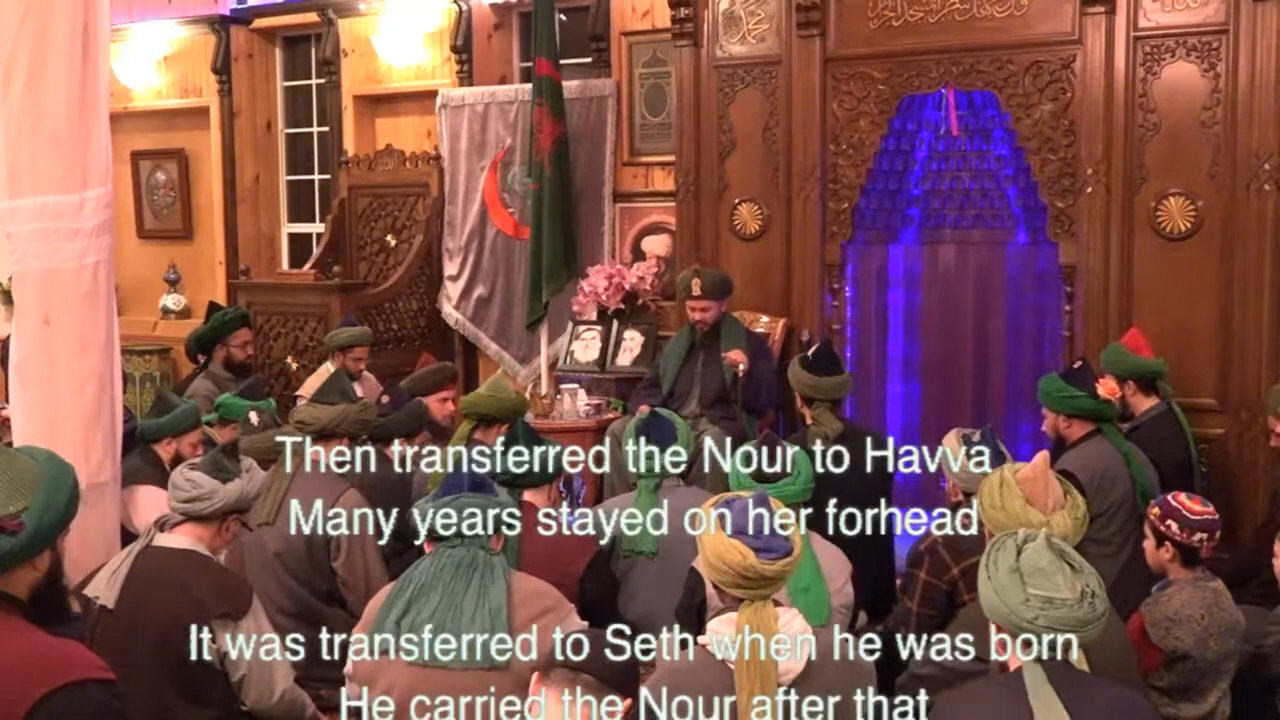 محمد
Then transferred the Nour to Havva
Many years stayed on her forhead
It was transferred to Seth when he was born
He carried the Nour after that